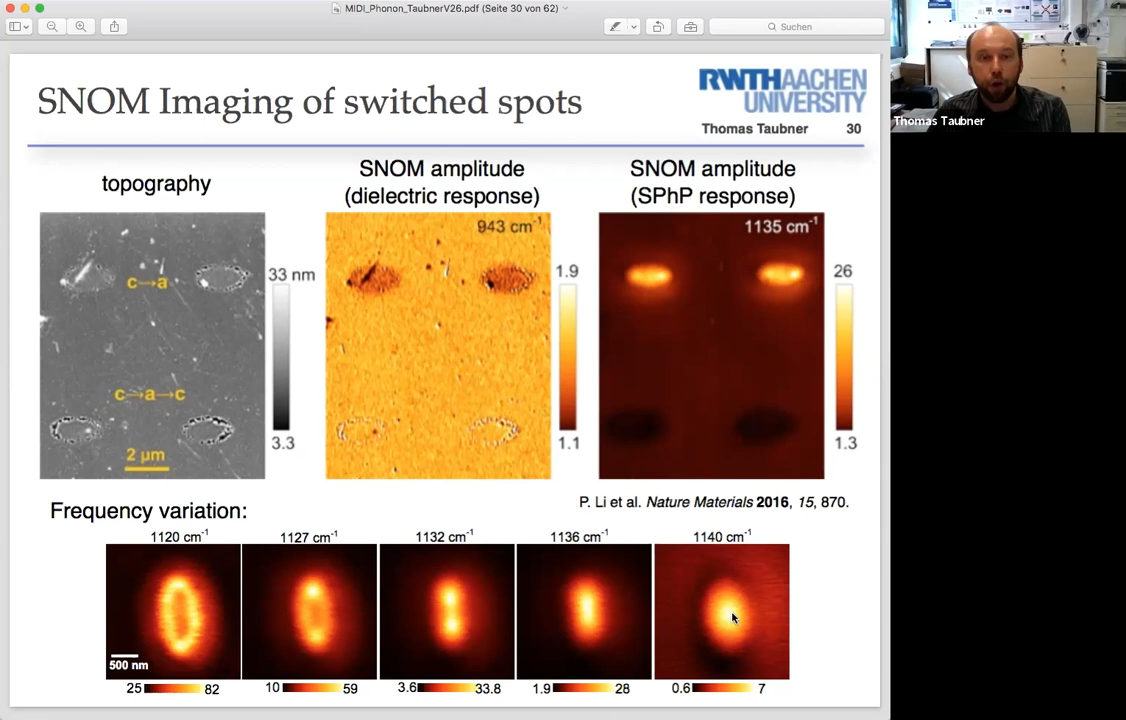 MIDI_Phonon_TaubnerV26.pdf (Seite 30 von 62)
Suchen
SNOM Imaging of switched spots
RWTHAACHEN
UNIVERSITY
Thomas Taubner 30
Thomas Taubner
topography
SNOM amplitude
(dielectric response)
SNOM amplitude
(SPhP response)
c→a
c→a→c
2 µm
33 nm
3.3
943 cm⁻¹
1.9
1.1
1135 cm⁻¹
26
1.3
P. Li et al. Nature Materials 2016, 15, 870.
Frequency variation:
1120 cm⁻¹ 1127 cm⁻¹ 1132 cm⁻¹ 1136 cm⁻¹ 1140 cm⁻¹
500 nm
25 82 10 59 3.6 33.8 1.9 28 0.6 7